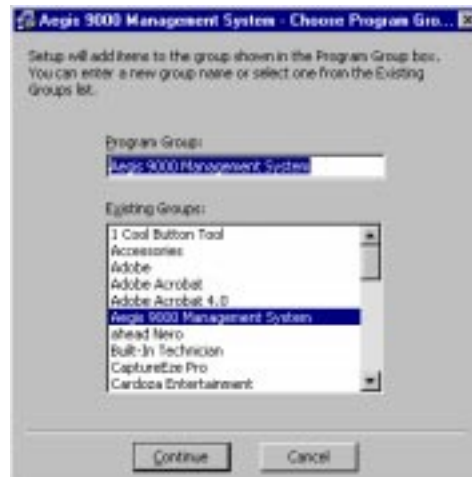 Aegis 9000 Management System - Choose Program Gro...
Setup will add items to the group shown in the Program Group box.
You can enter a new group name or select one from the Existing
Groups list.
Program Group:
Aegis 9000 Management System
Existing Groups:
1 Cool Button Tool
Accessories
Adobe
Adobe Acrobat
Adobe Acrobat 4.0
Aegis 9000 Management System
ahead Nero
Built-In Technician
CaptureEze Pro
Cardoza Entertainment
Continue
Cancel